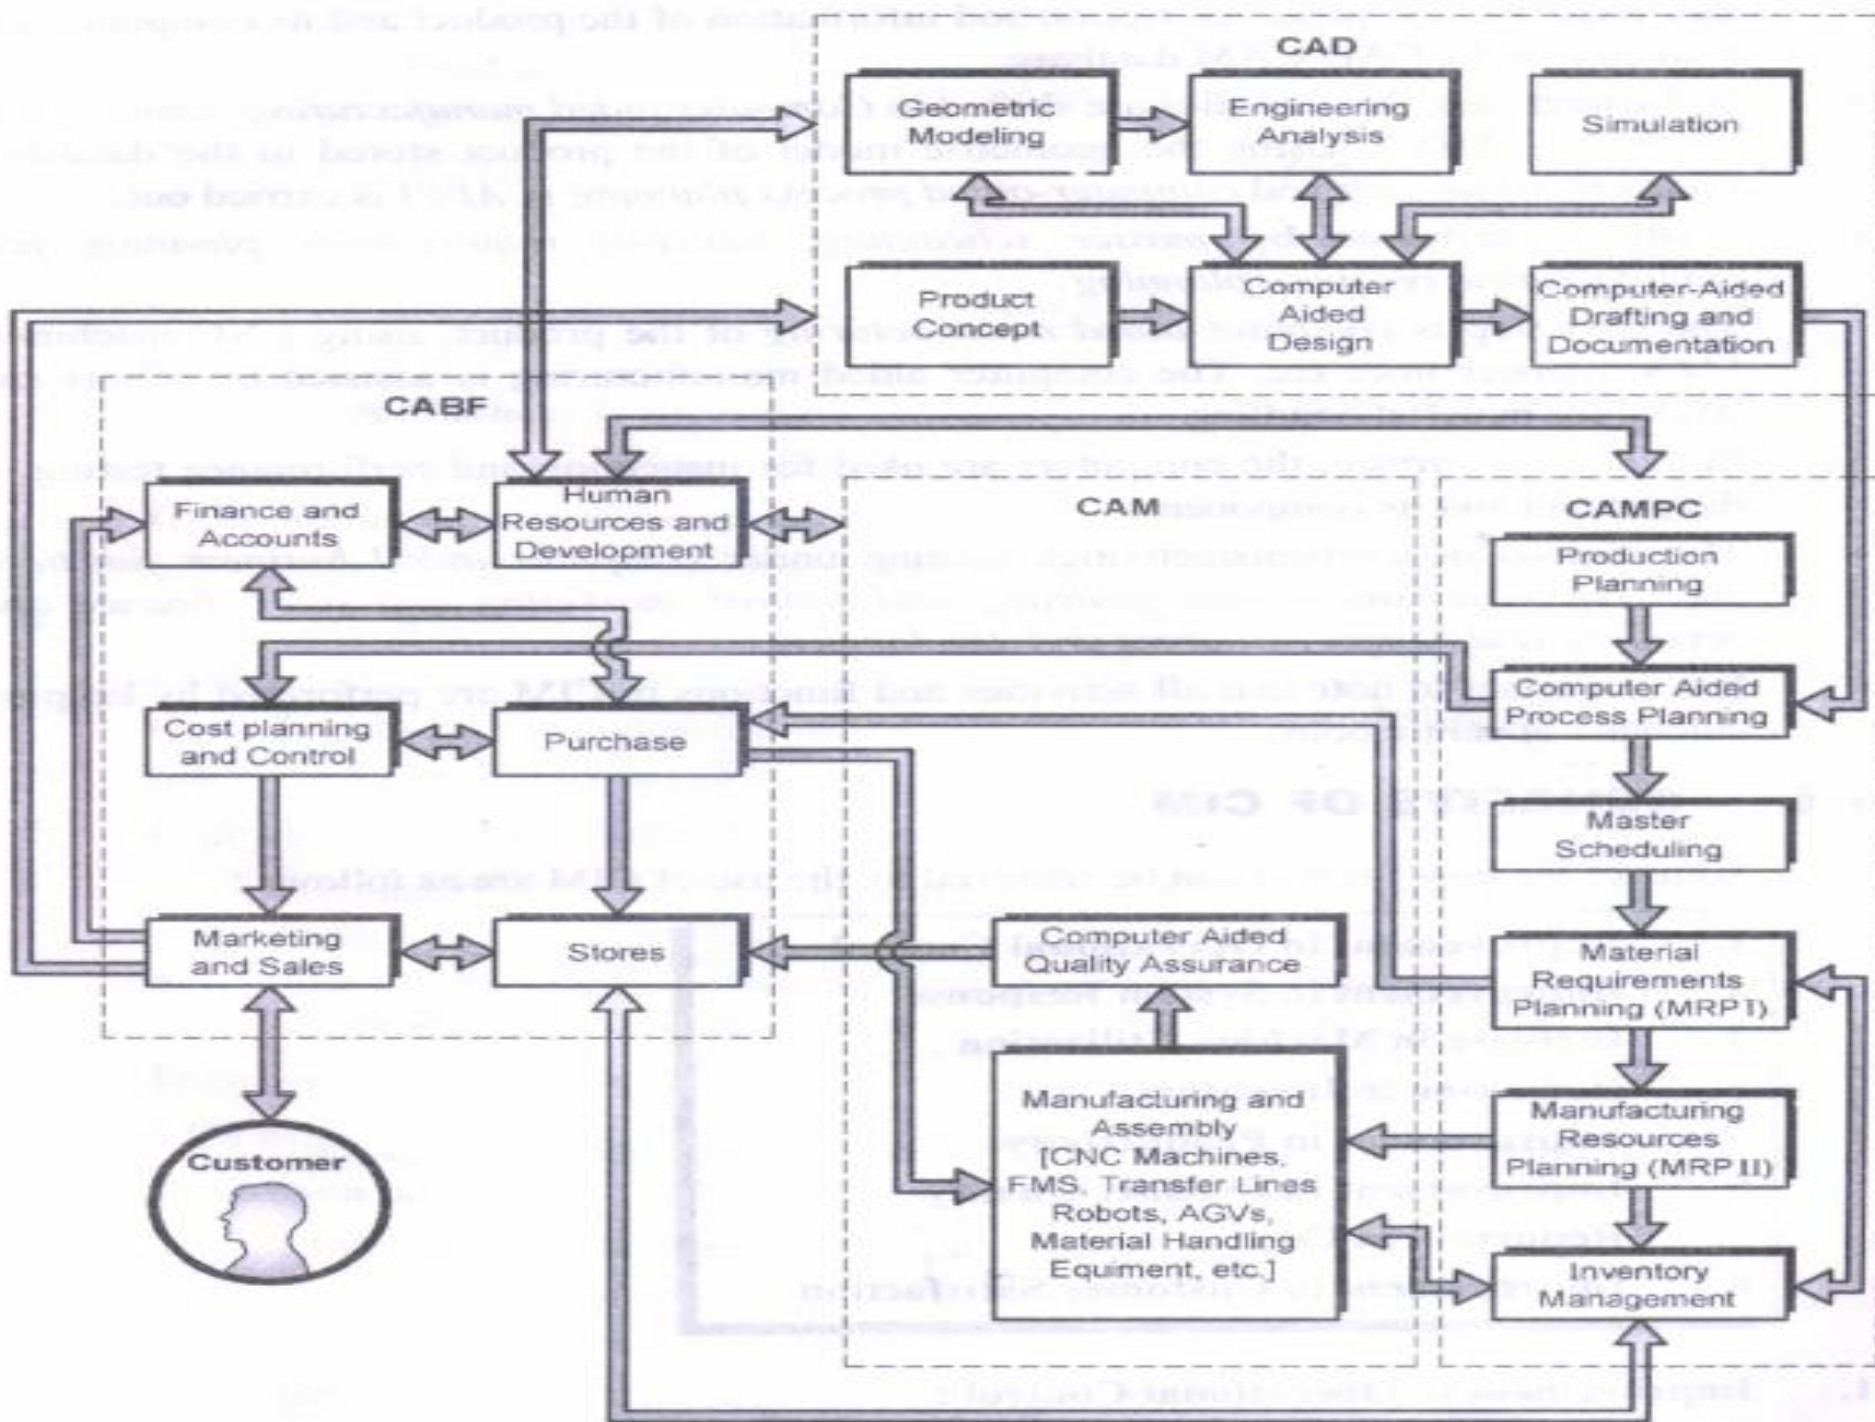 CAD
Geometric
Modeling
Engineering
Analysis
Simulation
Product
Concept
Computer
Aided
Design
Computer-Aided
Drafting and
Documentation
CABF
Finance and
Accounts
Human
Resources and
Development
Cost planning
and Control
Purchase
Marketing
and Sales
Stores
Customer
CAM
Computer Aided
Quality Assurance
Manufacturing and
Assembly
[CNC Machines,
FMS, Transfer Lines
Robots, AGVs,
Material Handling
Equiment, etc.]
CAMPC
Production
Planning
Computer Aided
Process Planning
Master
Scheduling
Material
Requirements
Planning (MRP I)
Manufacturing
Resources
Planning (MRP II)
Inventory
Management